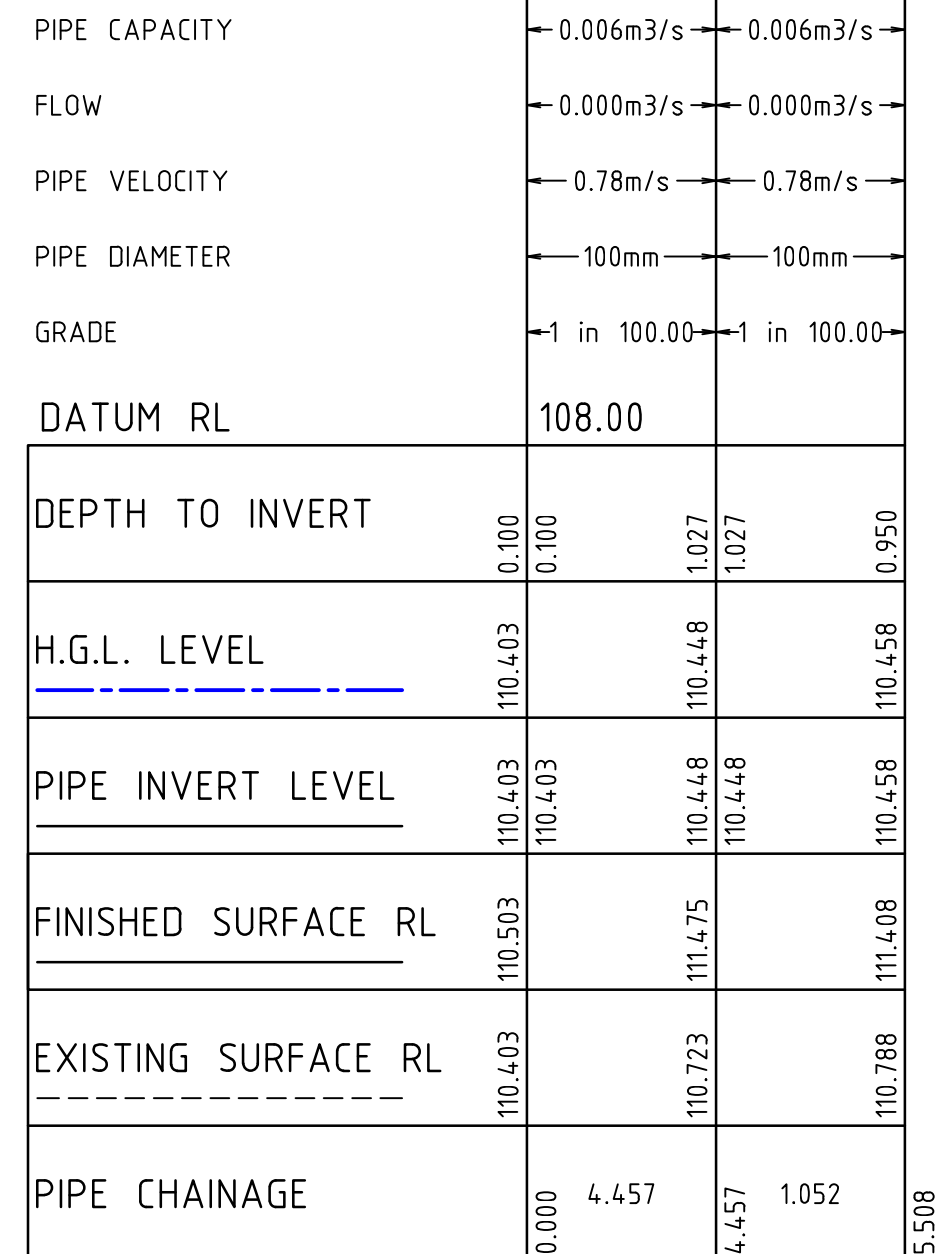 PIPE CAPACITY 0.006m3/s 0.006m3/s
FLOW 0.000m3/s 0.000m3/s
PIPE VELOCITY 0.78m/s 0.78m/s
PIPE DIAMETER 100mm 100mm
GRADE 1 in 100.00 1 in 100.00
DATUM RL 108.00
DEPTH TO INVERT 0.100 0.100 1.027 1.027 0.950
H.G.L. LEVEL 110.403 110.448 110.458
PIPE INVERT LEVEL 110.403 110.403 110.448 110.448 110.458
FINISHED SURFACE RL 110.503 111.475 111.408
EXISTING SURFACE RL 110.403 110.723 110.788
PIPE CHAINAGE 0.000 4.457 4.457 1.052 5.508